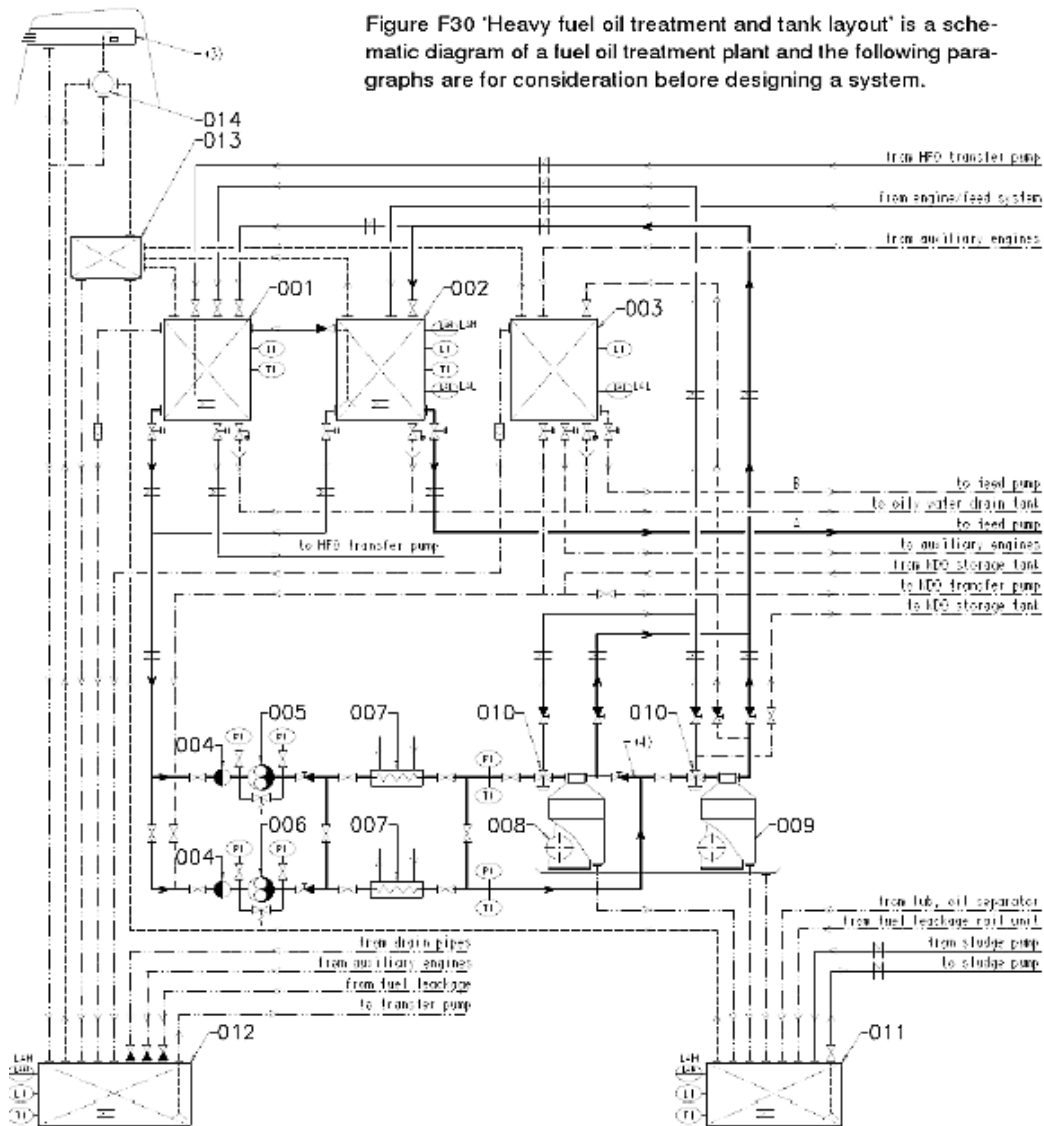 Figure F30 'Heavy fuel oil treatment and tank layout' is a sche-
matic diagram of a fuel oil treatment plant and the following para-
graphs are for consideration before designing a system.
(3)
014
013
from HFO transfer pump
from engine/feed system
from auxiliary engines
001
002
003
LAH
LI
LI
LI
TI
TI
LAL
LAL
B
to feed pump
to oily water drain tank
A
to feed pump
to HFO transfer pump
to auxiliary engines
from MDO storage tank
to MDO transfer pump
to MDO storage tank
005
007
010
010
(4)
004
PI
PI
PI
TI
006
007
008
009
004
PI
PI
PI
TI
from lub. oil separator
from fuel leackage rail unit
from drain pipes
from sludge pump
from auxiliary engines
to sludge pump
from fuel leackage
to transfer pump
012
011
LAH
LAH
LI
LI
TI
TI